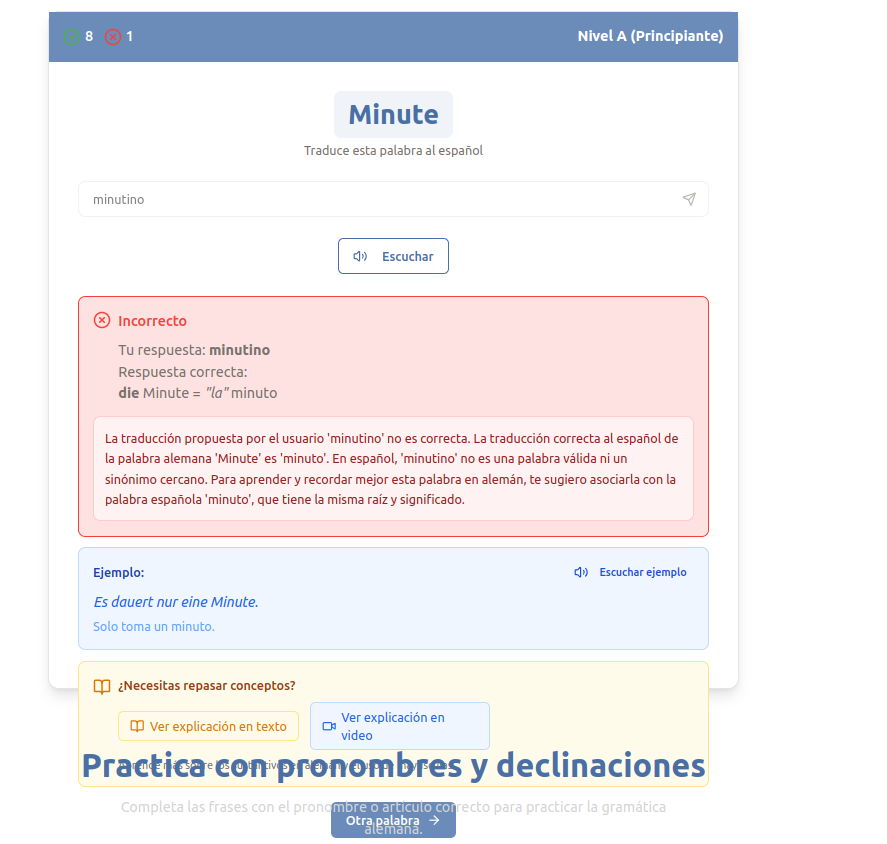 8 1 Nivel A (Principiante)
Minute
Traduce esta palabra al español
minutino
Escuchar
Incorrecto
Tu respuesta: minutino
Respuesta correcta:
die Minute = "la" minuto
La traducción propuesta por el usuario 'minutino' no es correcta. La traducción correcta al español de
la palabra alemana 'Minute' es 'minuto'. En español, 'minutino' no es una palabra válida ni un
sinónimo cercano. Para aprender y recordar mejor esta palabra en alemán, te sugiero asociarla con la
palabra española 'minuto', que tiene la misma raíz y significado.
Ejemplo: Escuchar ejemplo
Es dauert nur eine Minute.
Solo toma un minuto.
¿Necesitas repasar conceptos?
Ver explicación en texto
Ver explicación en
video
Practica con pronombres y declinaciones
Completa las frases con el pronombre o artículo correcto para practicar la gramática
alemana.
Otra palabra